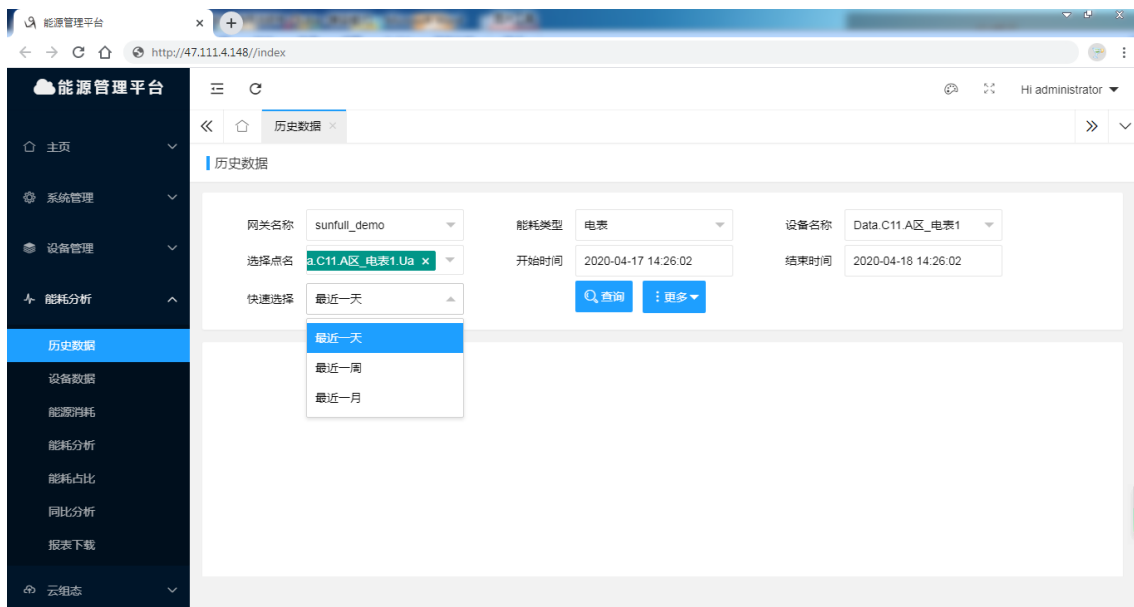 能源管理平台
http://47.111.4.148//index
能源管理平台
Hi administrator
历史数据
主页
历史数据
系统管理
网关名称 sunfull_demo 能耗类型 电表 设备名称 Data.C11.A区_电表1
设备管理
选择点名 a.C11.A区_电表1.Ua × 开始时间 2020-04-17 14:26:02 结束时间 2020-04-18 14:26:02
能耗分析
快速选择 最近一天 查询 更多
历史数据
最近一天
最近一周
最近一月
设备数据
能源消耗
能耗分析
能耗占比
同比分析
报表下载
云组态